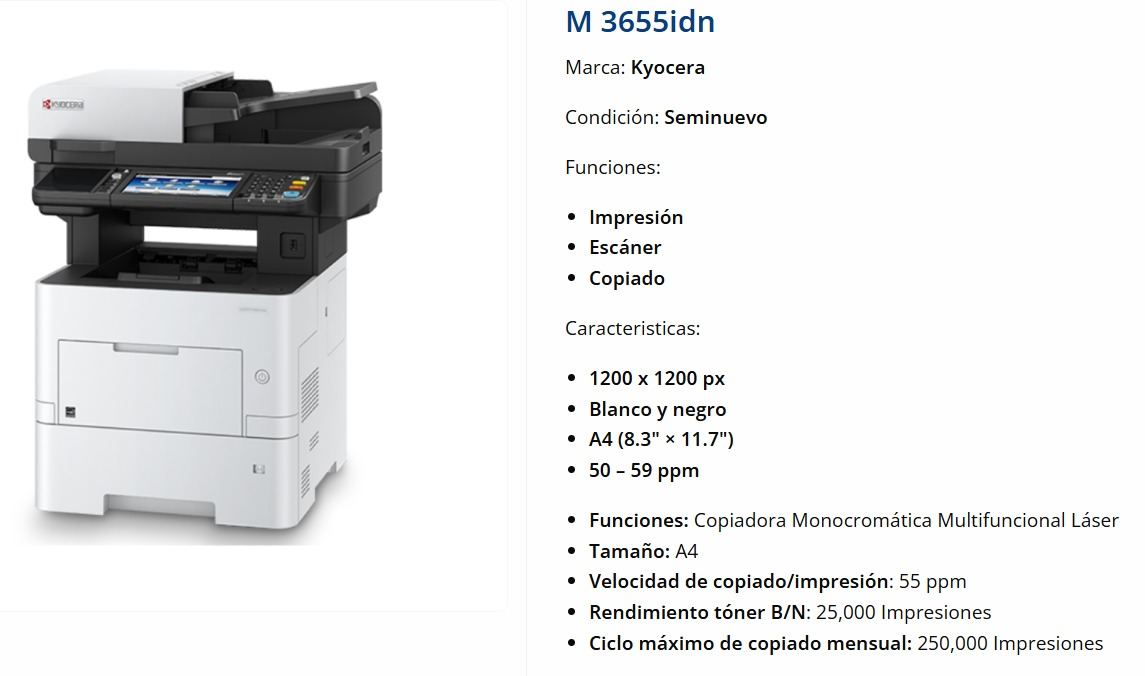 KYOCERA
M 3655idn
Marca: Kyocera
Condición: Seminuevo
Funciones:
Impresión
Escáner
Copiado
Caracteristicas:
1200 x 1200 px
Blanco y negro
A4 (8.3" × 11.7")
50 – 59 ppm
Funciones: Copiadora Monocromática Multifuncional Láser
Tamaño: A4
Velocidad de copiado/impresión: 55 ppm
Rendimiento tóner B/N: 25,000 Impresiones
Ciclo máximo de copiado mensual: 250,000 Impresiones